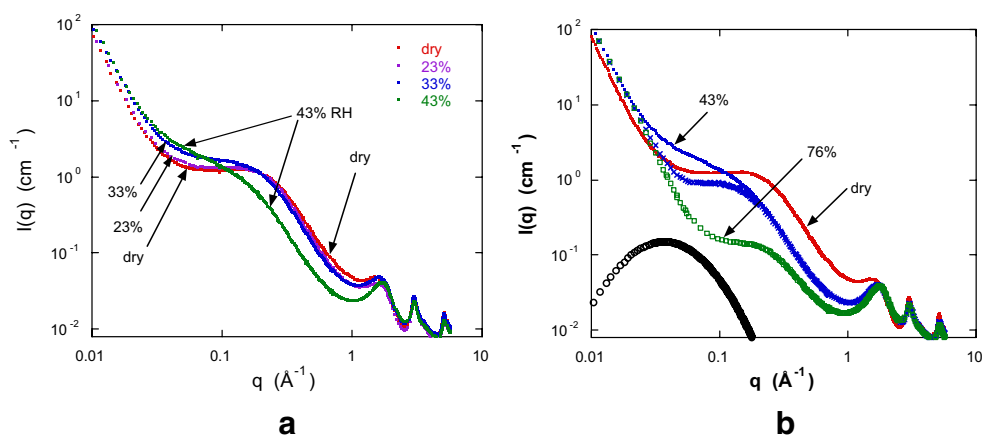 10²
10¹
10⁰
10⁻¹
10⁻²
I(q) (cm⁻¹)
dry
23%
33%
43%
43% RH
dry
33%
23%
dry
0.01
0.1
1
10
q (Å⁻¹)
a
10²
10¹
10⁰
10⁻¹
10⁻²
I(q) (cm⁻¹)
43%
76%
dry
0.01
0.1
1
10
q (Å⁻¹)
b